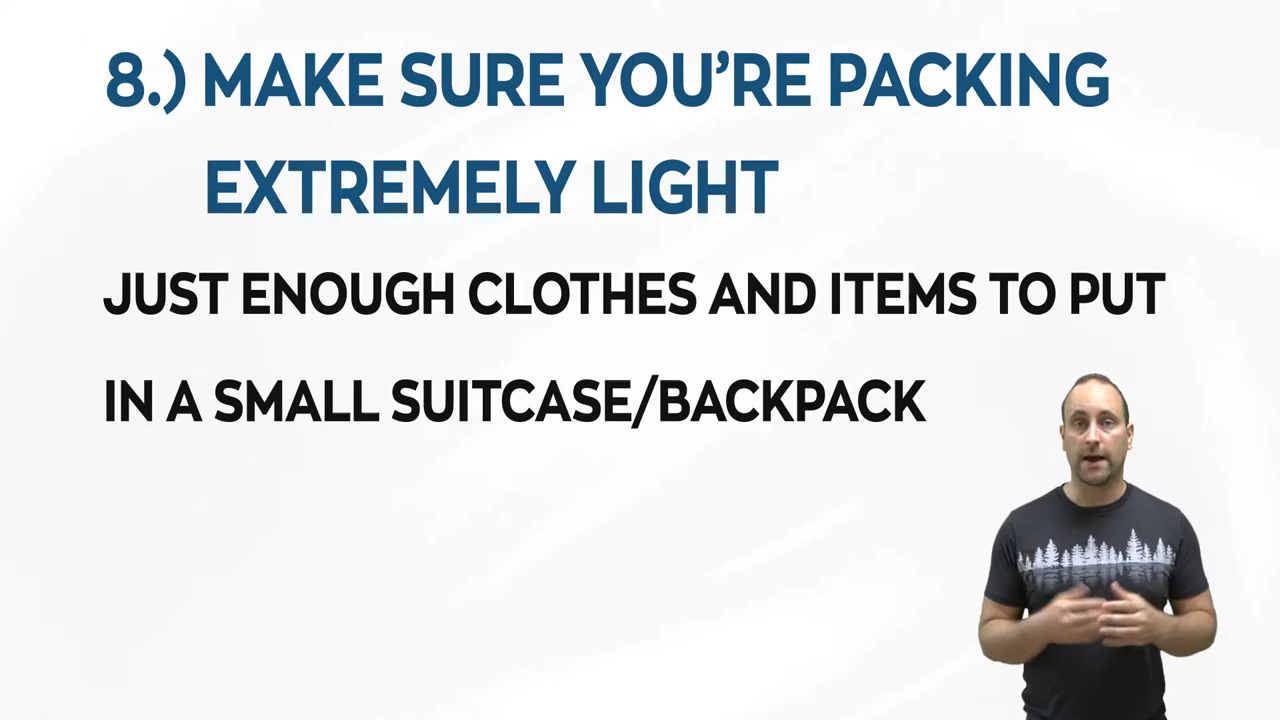 8.) MAKE SURE YOU’RE PACKING
EXTREMELY LIGHT
JUST ENOUGH CLOTHES AND ITEMS TO PUT
IN A SMALL SUITCASE/BACKPACK